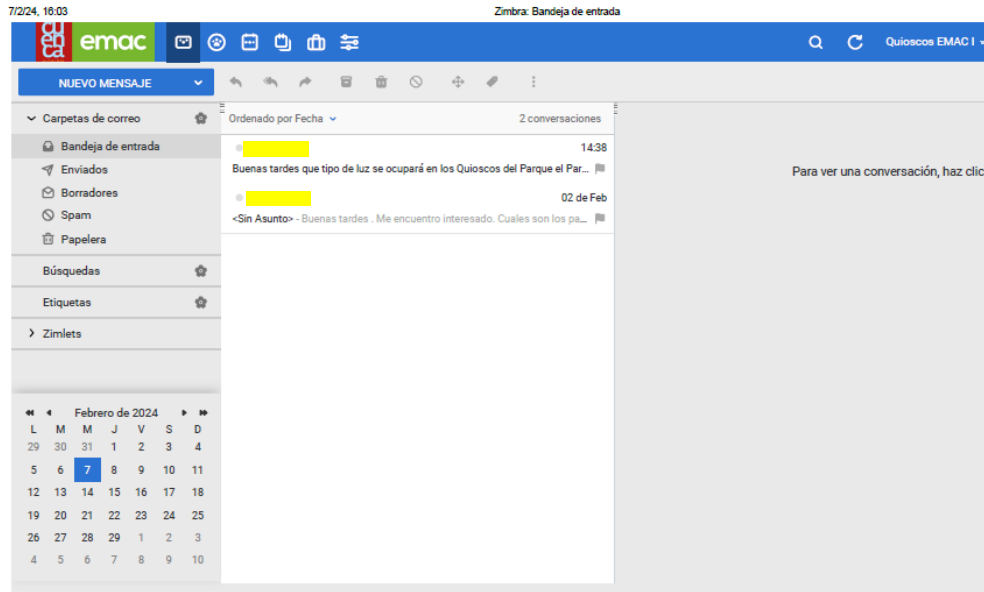 7/2/24, 16:03 Zimbra: Bandeja de entrada
cuenca emac Quioscos EMAC I
NUEVO MENSAJE
Carpetas de correo
Bandeja de entrada
Enviados
Borradores
Spam
Papelera
Búsquedas
Etiquetas
Zimlets
Febrero de 2024
L M M J V S D
29 30 31 1 2 3 4
5 6 7 8 9 10 11
12 13 14 15 16 17 18
19 20 21 22 23 24 25
26 27 28 29 1 2 3
4 5 6 7 8 9 10
Ordenado por Fecha 2 conversaciones
14:38
Buenas tardes que tipo de luz se ocupará en los Quioscos del Parque el Par...
02 de Feb
<Sin Asunto> - Buenas tardes . Me encuentro interesado. Cuales son los pa...
Para ver una conversación, haz clic